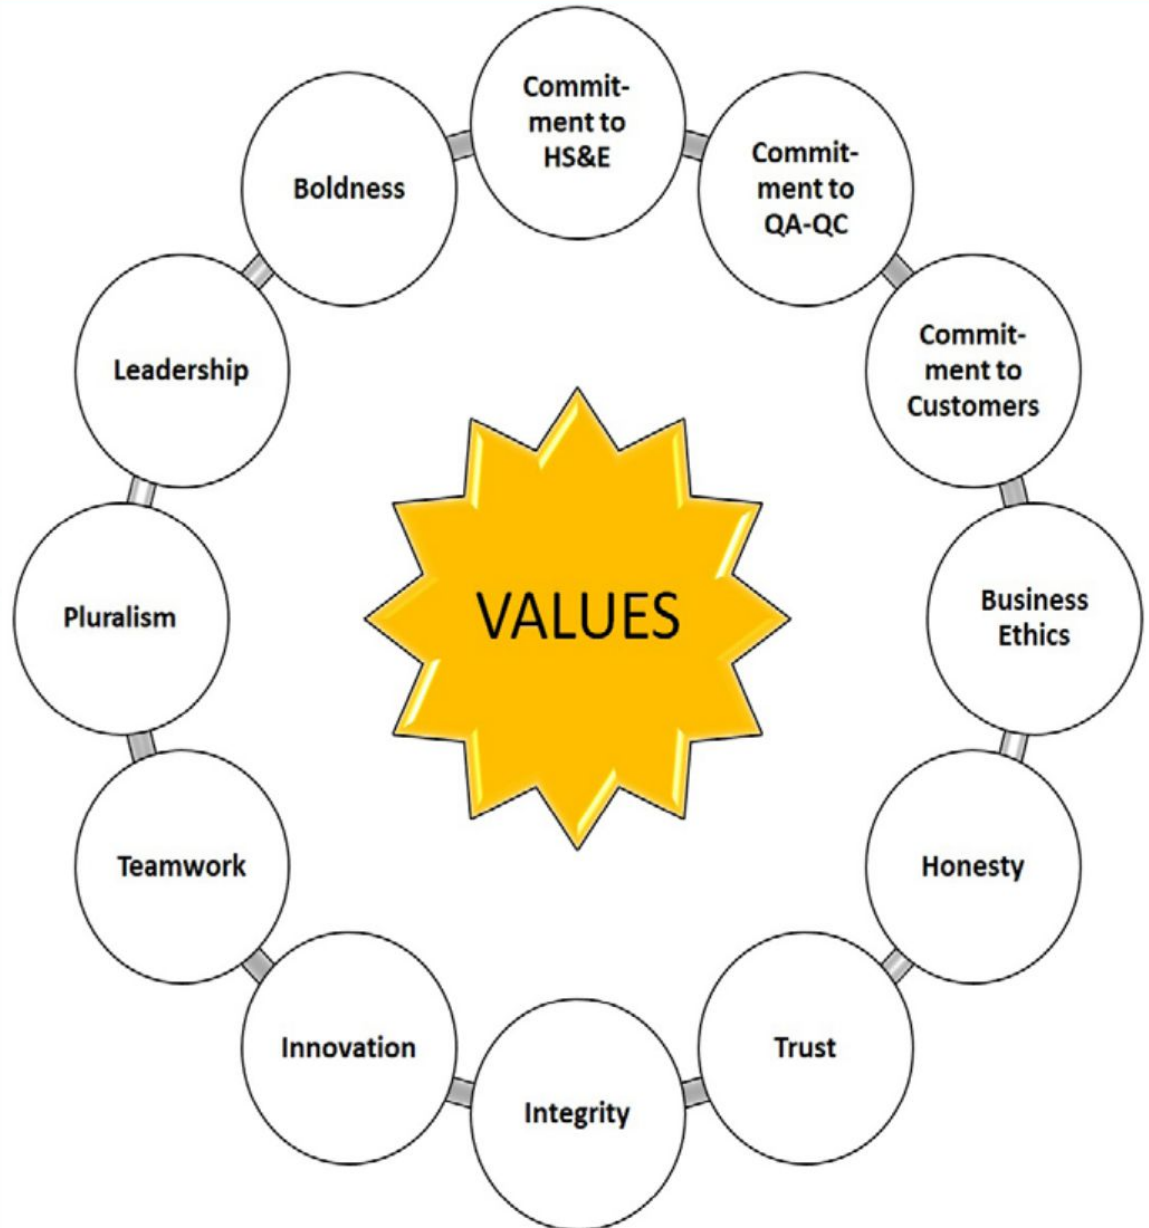 Commit-
ment to
HS&E
Commit-
ment to
QA-QC
Commit-
ment to
Customers
Business
Ethics
Honesty
Trust
Integrity
Innovation
Teamwork
Pluralism
Leadership
Boldness
VALUES